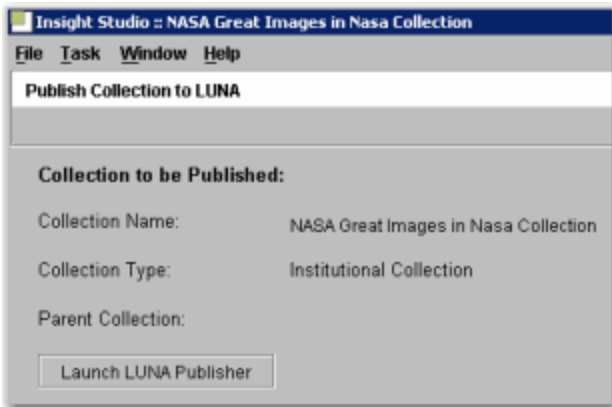 Insight Studio :: NASA Great Images in Nasa Collection
File Task Window Help
Publish Collection to LUNA
Collection to be Published:
Collection Name: NASA Great Images in Nasa Collection
Collection Type: Institutional Collection
Parent Collection:
Launch LUNA Publisher